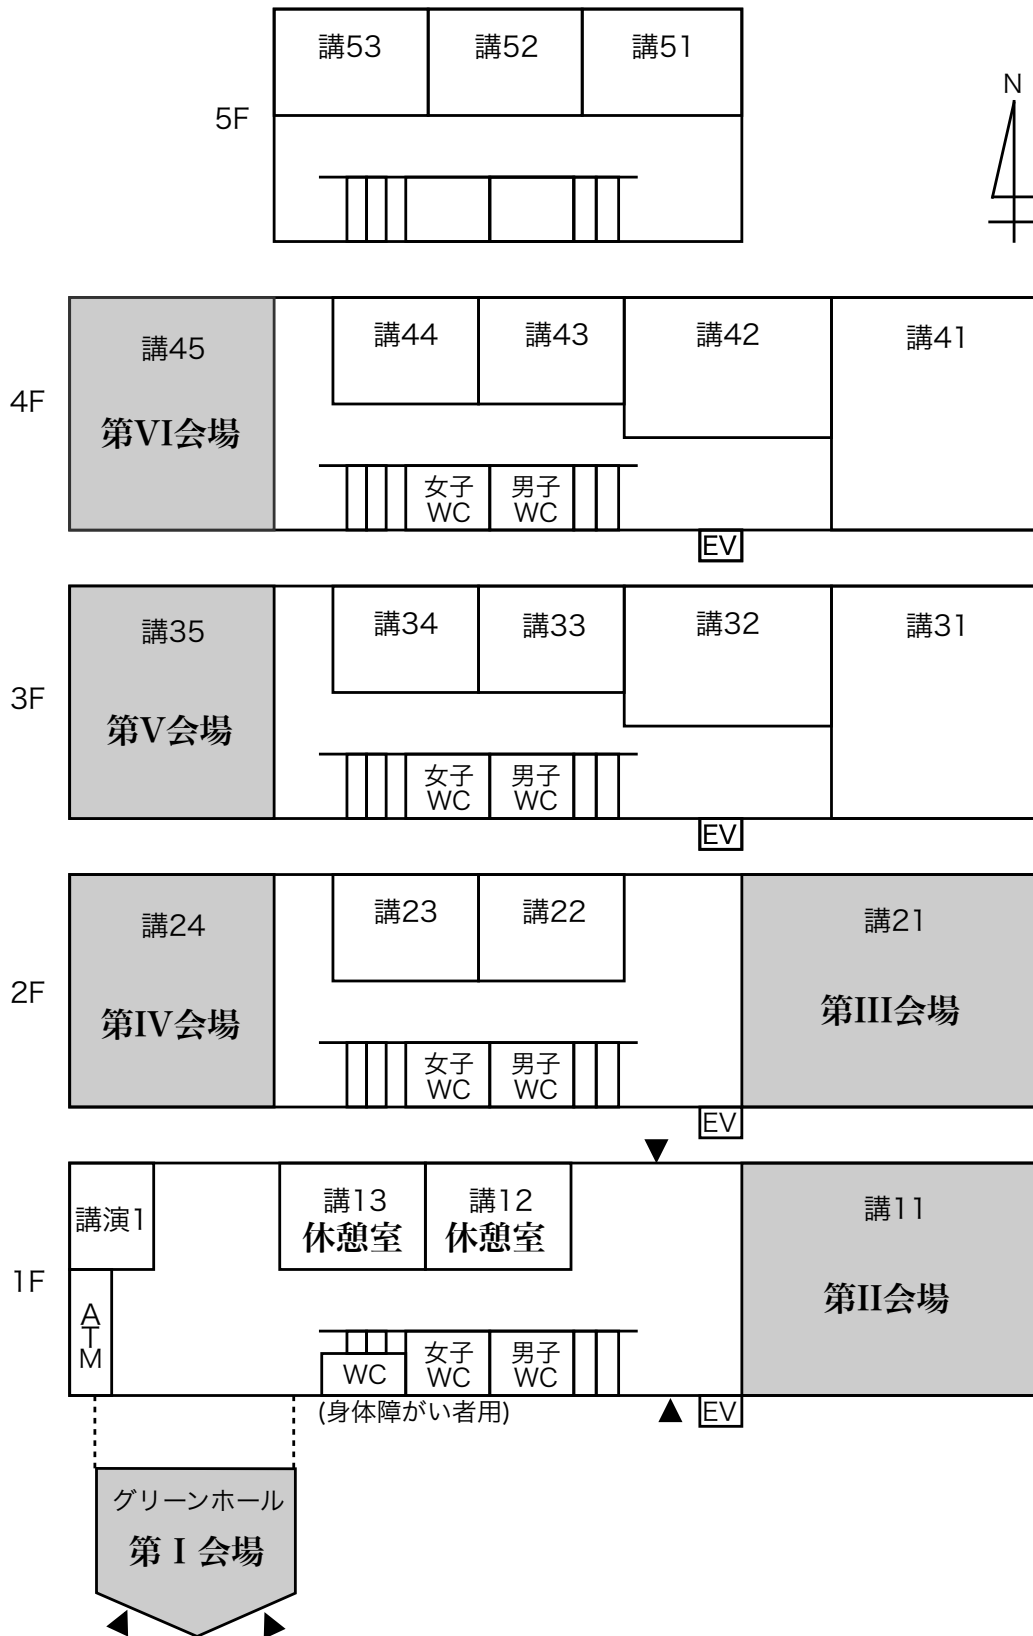 講53
講52
講51
N
5F
講45
講44
講43
講42
講41
4F
第VI会場
女子
WC
男子
WC
EV
講35
講34
講33
講32
講31
3F
第V会場
女子
WC
男子
WC
EV
講24
講23
講22
講21
2F
第IV会場
第III会場
女子
WC
男子
WC
EV
講演1
講13
休憩室
講12
休憩室
講11
1F
第II会場
ATM
WC
女子
WC
男子
WC
(身体障がい者用)
EV
グリーンホール
第 I 会場